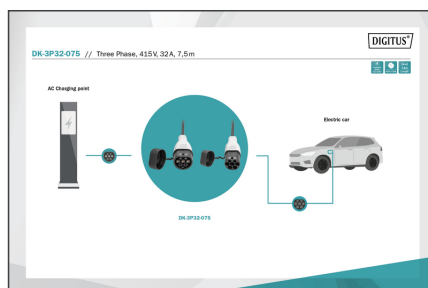 DIGITUS®
DK-3P32-075 // Three Phase, 415V, 32A, 7,5m
AC Charging point
Electric car
DK-3P32-075